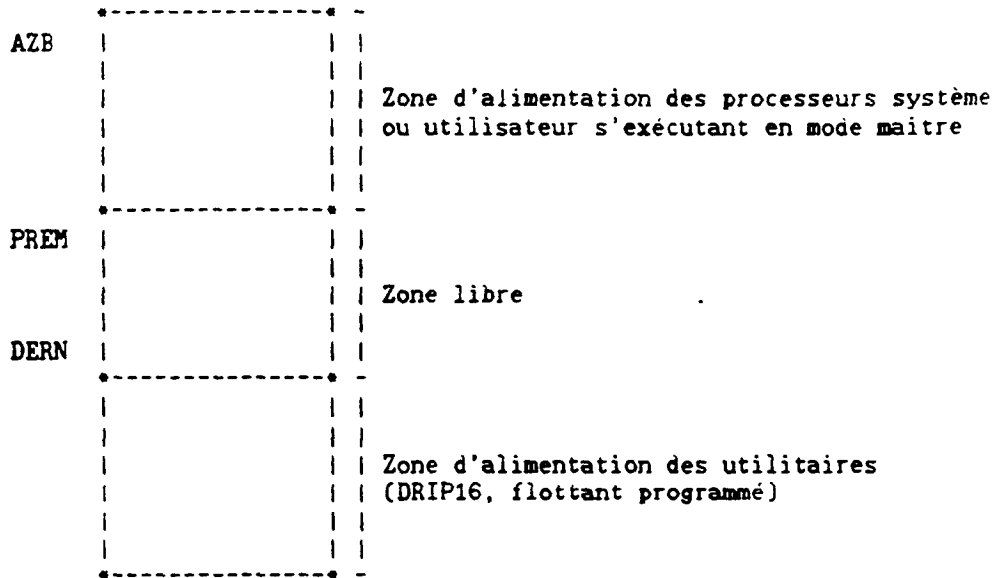 AZB
Zone d'alimentation des processeurs système
ou utilisateur s'exécutant en mode maitre
PREM
Zone libre
DERN
Zone d'alimentation des utilitaires
(DRIP16, flottant programmé)